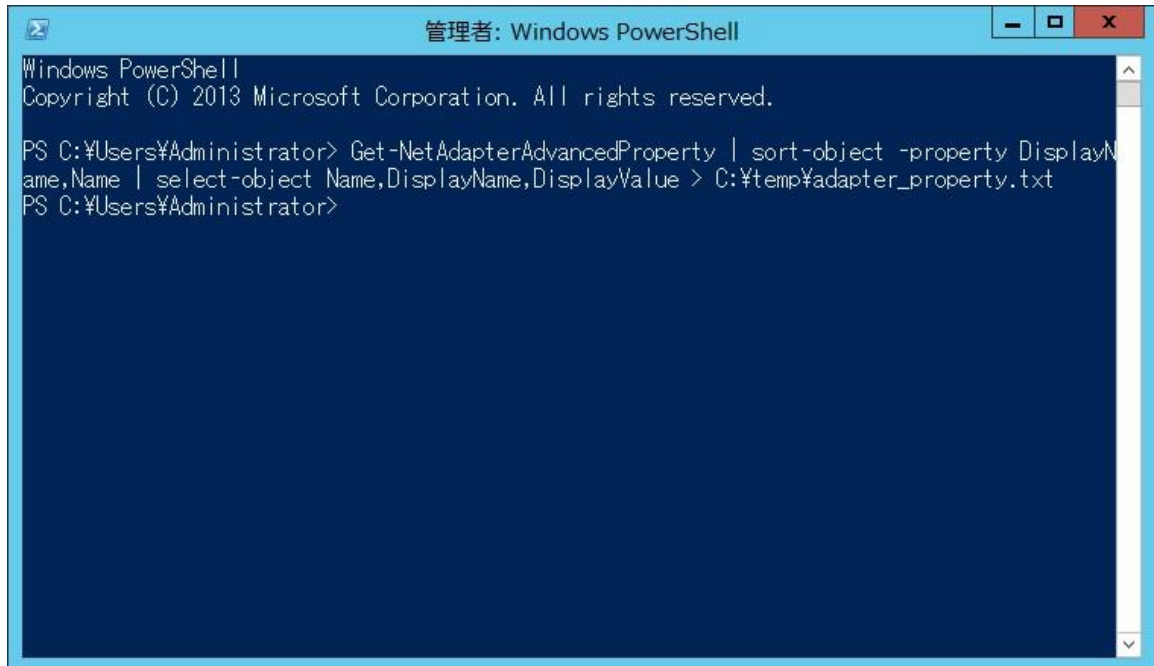 管理者: Windows PowerShell
Windows PowerShell
Copyright (C) 2013 Microsoft Corporation. All rights reserved.
PS C:¥Users¥Administrator> Get-NetAdapterAdvancedProperty | sort-object -property DisplayN
ame,Name | select-object Name,DisplayName,DisplayValue > C:¥temp¥adapter_property.txt
PS C:¥Users¥Administrator>